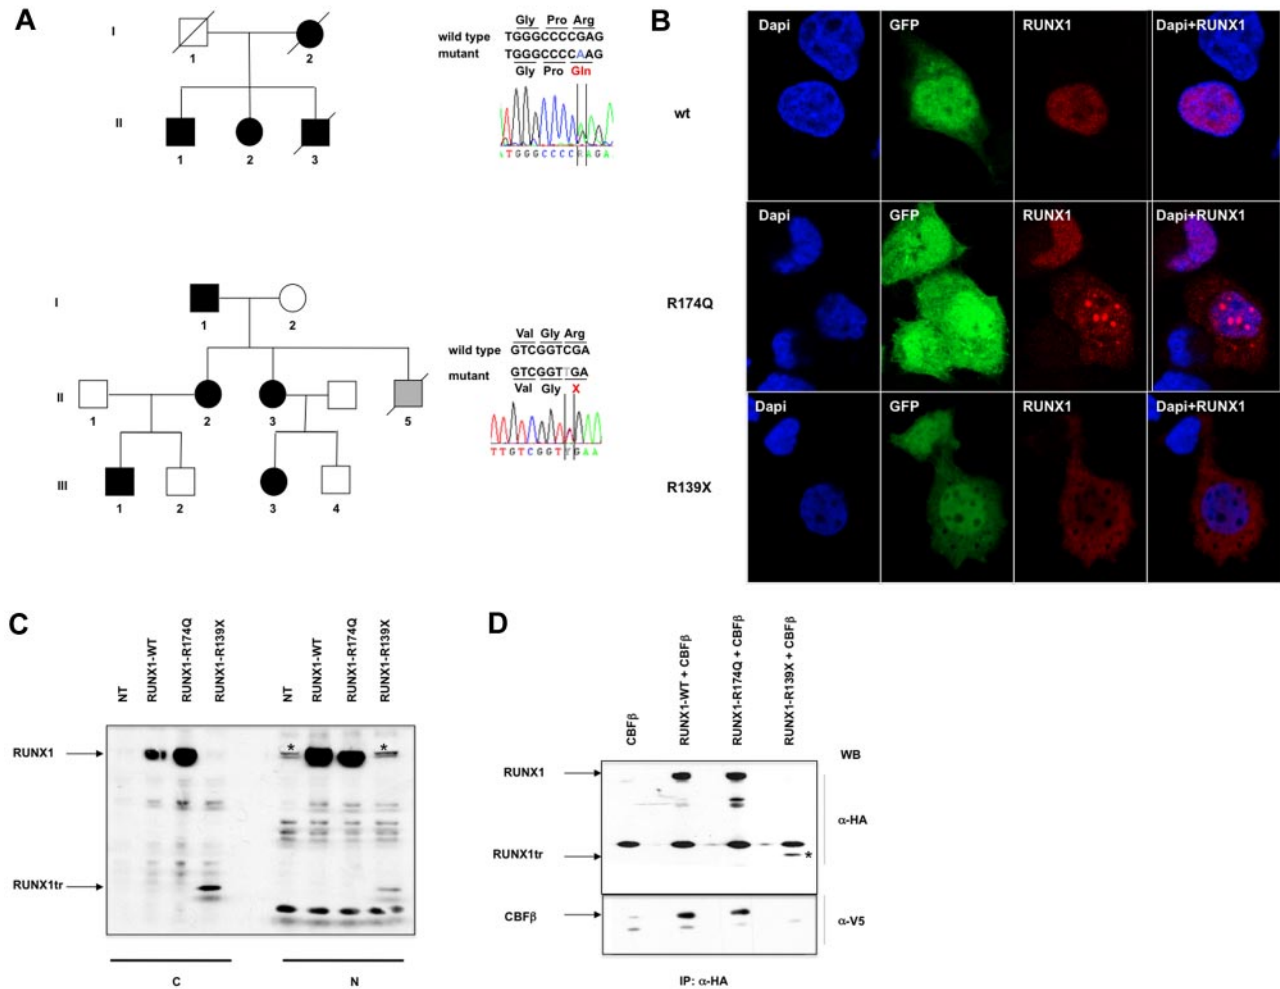 A
I
1
2
II
1
2
3
Gly Pro Arg
wild type TGGGCCCCGAG
mutant TGGGCCCCAAG
Gly Pro Gln
I
1
2
II
1
2
3
5
III
1
2
3
4
Val Gly Arg
wild type GTCGGTCGA
mutant GTCGGTTGA
Val Gly X
TTGTCGGTYGAA
B
Dapi GFP RUNX1 Dapi+RUNX1
wt
Dapi GFP RUNX1 Dapi+RUNX1
R174Q
Dapi GFP RUNX1 Dapi+RUNX1
R139X
C
NT
RUNX1-WT
RUNX1-R174Q
RUNX1-R139X
NT
RUNX1-WT
RUNX1-R174Q
RUNX1-R139X
RUNX1
* *
RUNX1tr
C N
D
CBFβ
RUNX1-WT + CBFβ
RUNX1-R174Q + CBFβ
RUNX1-R139X + CBFβ
WB
RUNX1
α-HA
RUNX1tr
*
CBFβ
α-V5
IP: α-HA